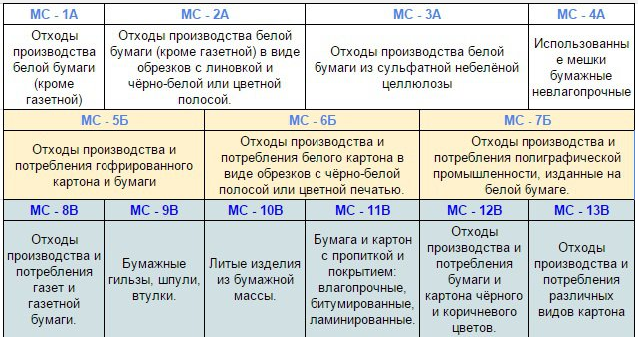 МС - 1А
МС - 2А
МС - 3А
МС - 4А
Отходы
производства
белой бумаги
(кроме
газетной)
Отходы производства белой
бумаги (кроме газетной) в виде
обрезков с линовкой и
чёрно-белой или цветной
полосой.
Отходы производства белой
бумаги из сульфатной небелёной
целлюлозы
Использованны
е мешки
бумажные
невлагопрочные
МС - 5Б
МС - 6Б
МС - 7Б
Отходы производства и
потребления гофрированного
картона и бумаги
Отходы производства и
потребления белого картона в
виде обрезков с чёрно-белой
полосой или цветной печатью.
Отходы производства и
потребления полиграфической
промышленности, изданные на
белой бумаге.
МС - 8В
МС - 9В
МС - 10В
МС - 11В
МС - 12В
МС - 13В
Отходы
производства и
потребления
газет и
газетной
бумаги.
Бумажные
гильзы, шпули,
втулки.
Литые изделия
из бумажной
массы.
Бумага и картон
с пропиткой и
покрытием:
влагопрочные,
битумированные,
ламинированные.
Отходы
производства и
потребления
бумаги и
картона чёрного
и коричневого
цветов.
Отходы
производства и
потребления
различных
видов картона